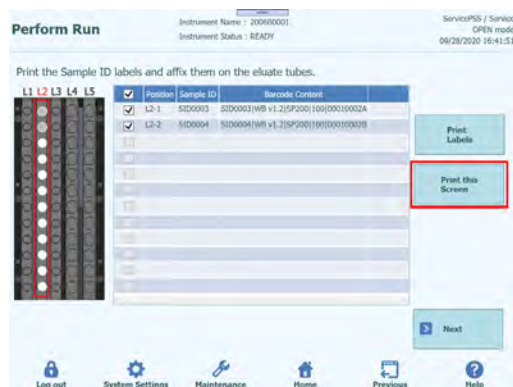 Perform Run
Instrument Name : 200600001
Instrument Status : READY
ServicePSS / Service
OPEN mode
09/28/2020 16:41:51
Print the Sample ID labels and affix them on the eluate tubes.
L1 L2 L3 L4 L5
Position Sample ID Barcode Content
L2-1 SID0003 SID0003|WB v1.2|SP200|100|00010002A
L2-2 SID0004 SID0004|WB v1.2|SP200|100|00010002B
Print
Labels
Print this
Screen
Next
Log out System Settings Maintenance Home Previous Help